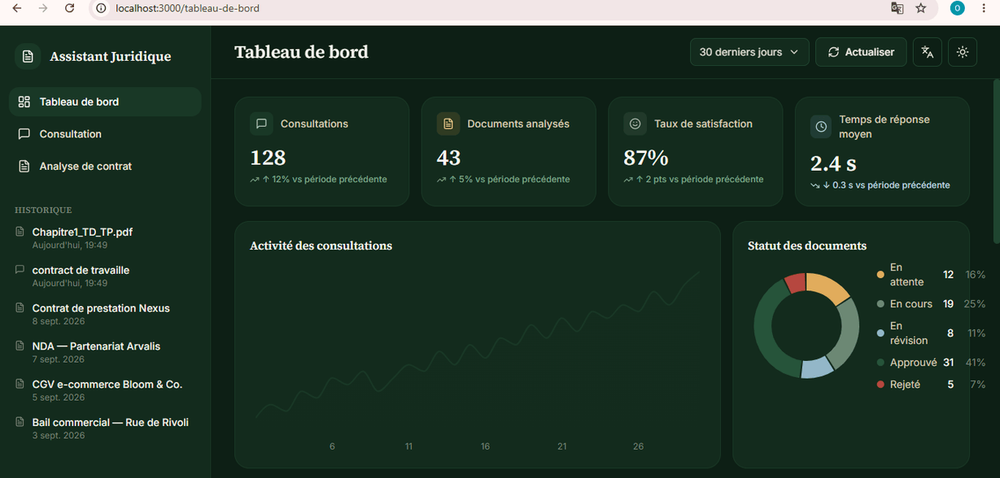 localhost:3000/tableau-de-bord
O
Assistant Juridique
Tableau de bord
Consultation
Analyse de contrat
HISTORIQUE
Chapitre1_TD_TP.pdf
Aujourd'hui, 19:49
contract de travaille
Aujourd'hui, 19:49
Contrat de prestation Nexus
8 sept. 2026
NDA — Partenariat Arvalis
7 sept. 2026
CGV e-commerce Bloom & Co.
5 sept. 2026
Bail commercial — Rue de Rivoli
3 sept. 2026
Tableau de bord
30 derniers jours
Actualiser
Consultations
128
↑ 12% vs période précédente
Documents analysés
43
↑ 5% vs période précédente
Taux de satisfaction
87%
↑ 2 pts vs période précédente
Temps de réponse
moyen
2.4 s
↓ 0.3 s vs période précédente
Activité des consultations
6 11 16 21 26
Statut des documents
En
attente 12 16%
En cours 19 25%
En
révision 8 11%
Approuvé 31 41%
Rejeté 5 7%